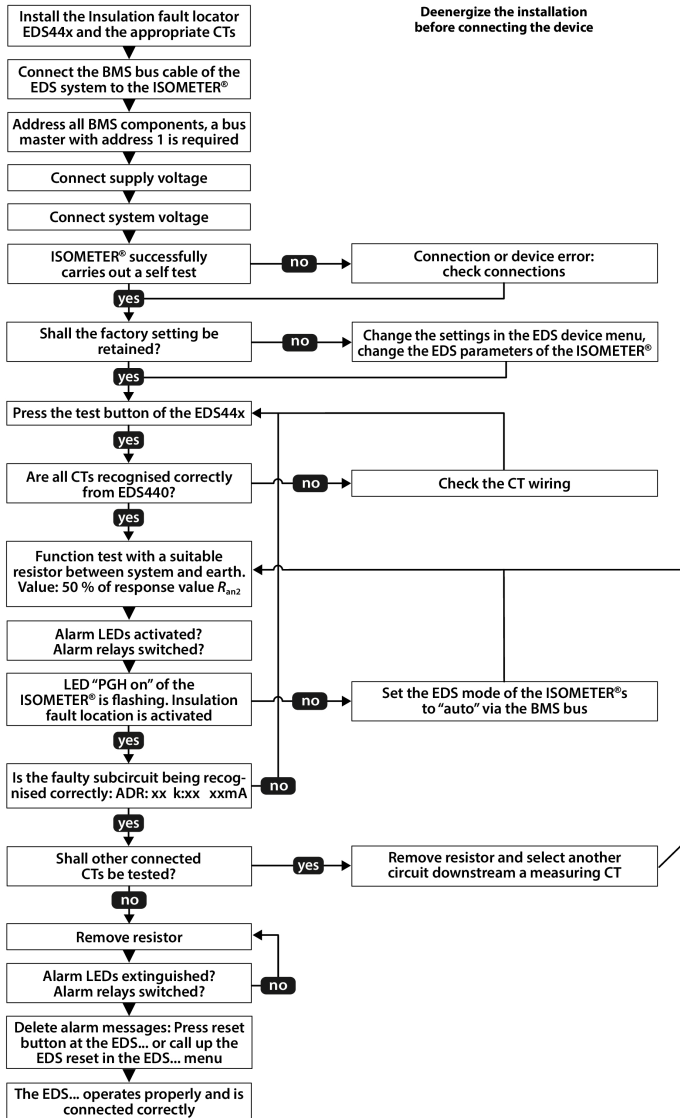 Deenergize the installation
before connecting the device
Install the Insulation fault locator
EDS44x and the appropriate CTs
Connect the BMS bus cable of the
EDS system to the ISOMETER®
Address all BMS components, a bus
master with address 1 is required
Connect supply voltage
Connect system voltage
ISOMETER® successfully
carries out a self test
no
Connection or device error:
check connections
yes
Shall the factory setting be
retained?
no
Change the settings in the EDS device menu,
change the EDS parameters of the ISOMETER®
yes
Press the test button of the EDS44x
yes
Are all CTs recognised correctly
from EDS440?
no
Check the CT wiring
yes
Function test with a suitable
resistor between system and earth.
Value: 50 % of response value Ran2
Alarm LEDs activated?
Alarm relays switched?
LED "PGH on" of the
ISOMETER® is flashing. Insulation
fault location is activated
no
Set the EDS mode of the ISOMETER®s
to "auto" via the BMS bus
yes
Is the faulty subcircuit being recog-
nised correctly: ADR: xx k:xx xxmA
no
yes
Shall other connected
CTs be tested?
yes
Remove resistor and select another
circuit downstream a measuring CT
no
Remove resistor
Alarm LEDs extinguished?
Alarm relays switched?
no
Delete alarm messages: Press reset
button at the EDS... or call up the
EDS reset in the EDS... menu
The EDS... operates properly and is
connected correctly